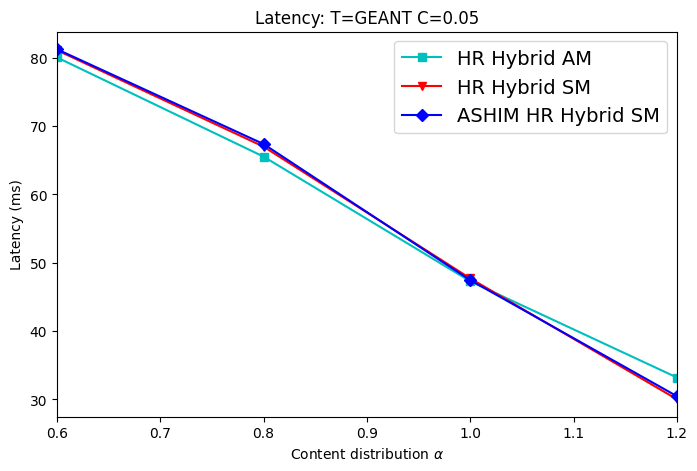 Latency: T=GEANT C=0.05
HR Hybrid AM
HR Hybrid SM
ASHIM HR Hybrid SM
Latency (ms)
80
70
60
50
40
30
0.6 0.7 0.8 0.9 1.0 1.1 1.2
Content distribution α